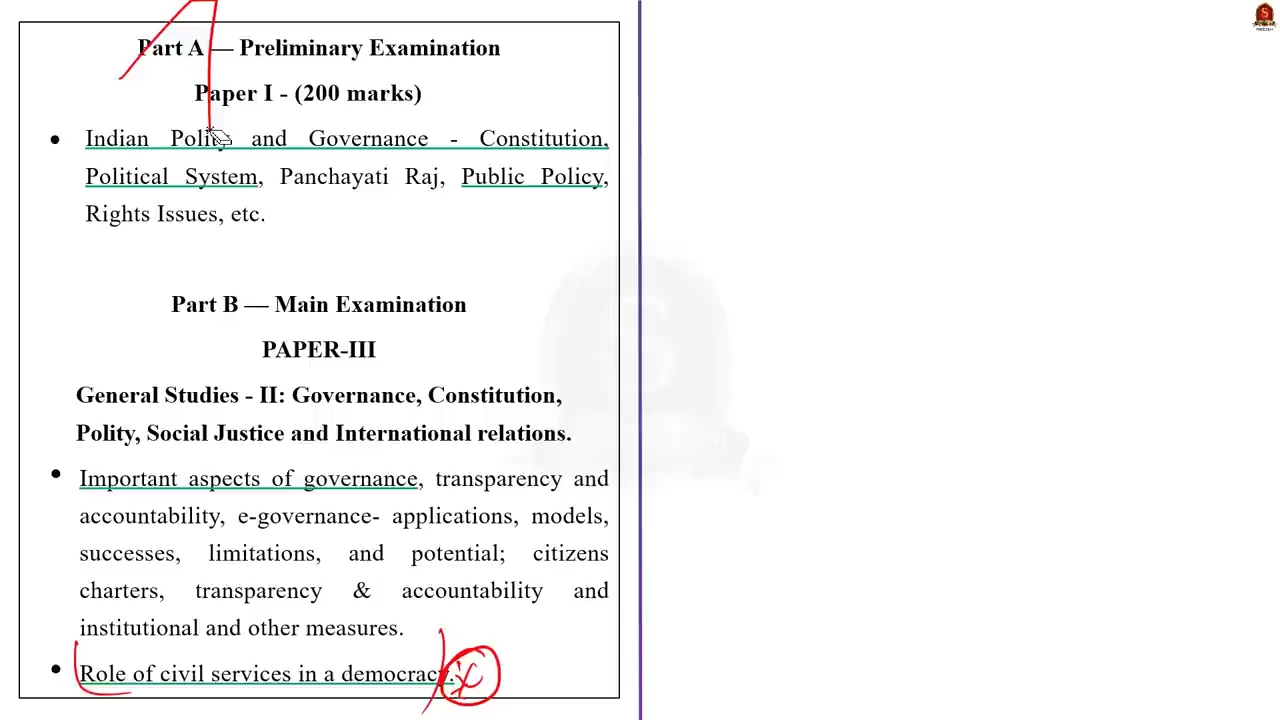 Part A — Preliminary Examination
Paper I - (200 marks)
• Indian Polity and Governance - Constitution,
Political System, Panchayati Raj, Public Policy,
Rights Issues, etc.
Part B — Main Examination
PAPER-III
General Studies - II: Governance, Constitution,
Polity, Social Justice and International relations.
• Important aspects of governance, transparency and
accountability, e-governance- applications, models,
successes, limitations, and potential; citizens
charters, transparency & accountability and
institutional and other measures.
• Role of civil services in a democracy.